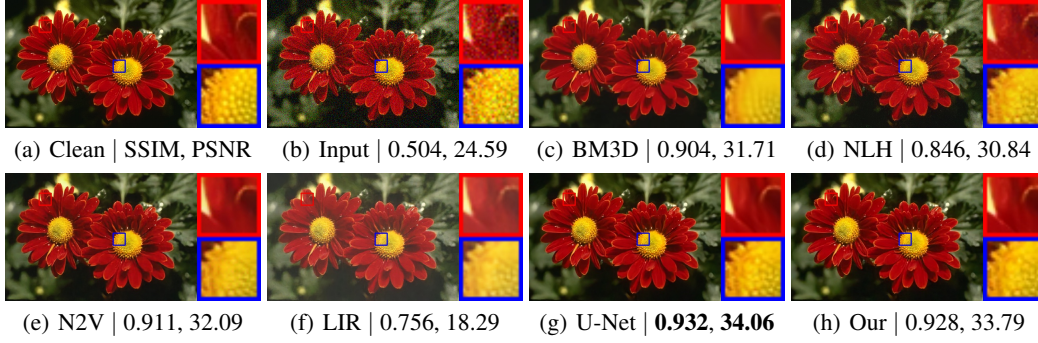 (a) Clean | SSIM, PSNR
(b) Input | 0.504, 24.59
(c) BM3D | 0.904, 31.71
(d) NLH | 0.846, 30.84
(e) N2V | 0.911, 32.09
(f) LIR | 0.756, 18.29
(g) U-Net | 0.932, 34.06
(h) Our | 0.928, 33.79